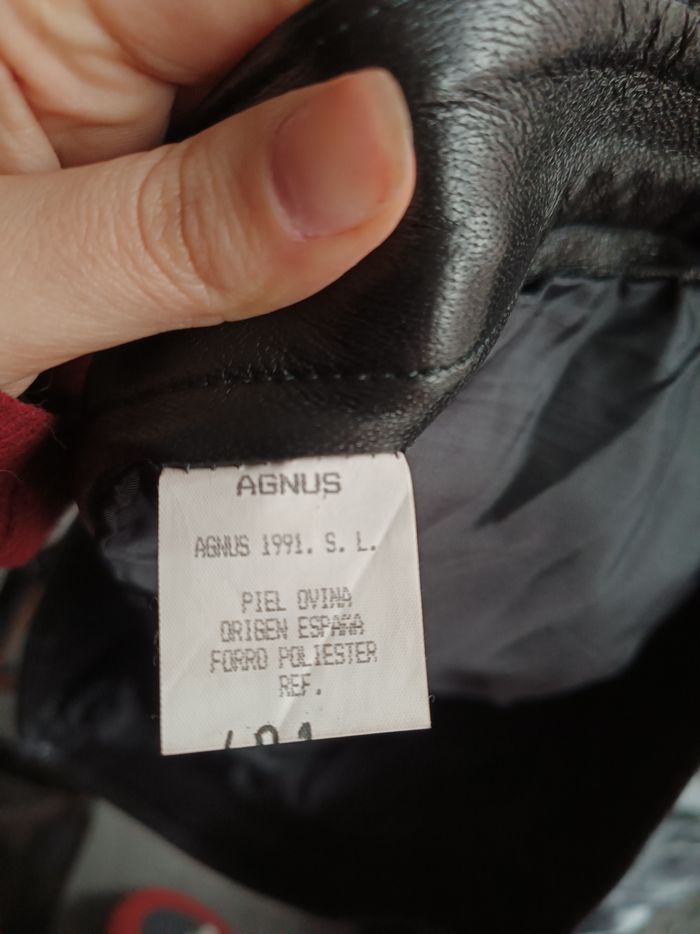 AGNUS
AGNUS 1991. S. L.
PIEL OVINA
ORIGEN ESPAÑA
FORRO POLIESTER
REF.